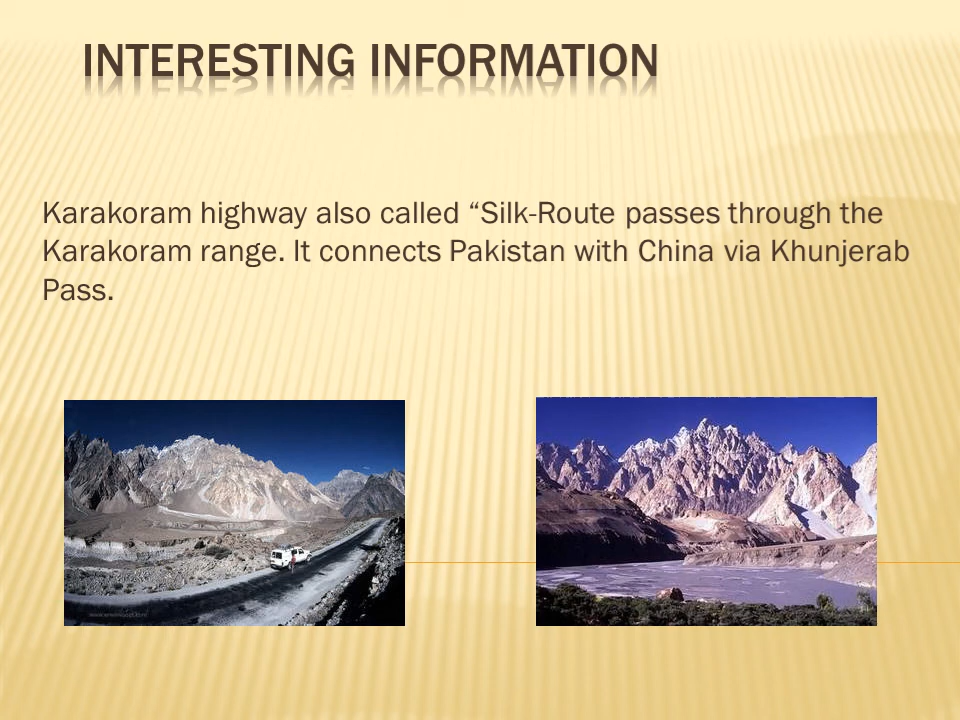 INTERESTING INFORMATION
Karakoram highway also called “Silk-Route passes through the
Karakoram range. It connects Pakistan with China via Khunjerab
Pass.